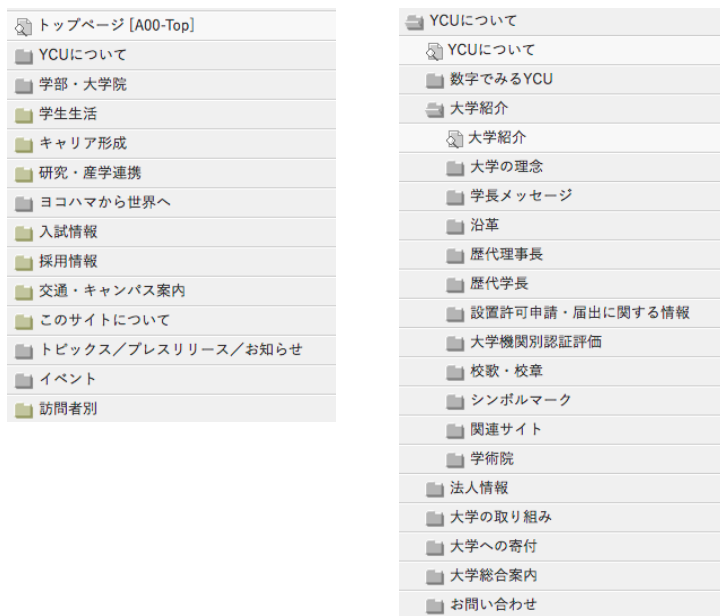 トップページ [A00-Top]
YCUについて
学部・大学院
学生生活
キャリア形成
研究・産学連携
ヨコハマから世界へ
入試情報
採用情報
交通・キャンパス案内
このサイトについて
トピックス／プレスリリース／お知らせ
イベント
訪問者別
YCUについて
YCUについて
数字でみるYCU
大学紹介
大学紹介
大学の理念
学長メッセージ
沿革
歴代理事長
歴代学長
設置許可申請・届出に関する情報
大学機関別認証評価
校歌・校章
シンボルマーク
関連サイト
学術院
法人情報
大学の取り組み
大学への寄付
大学総合案内
お問い合わせ